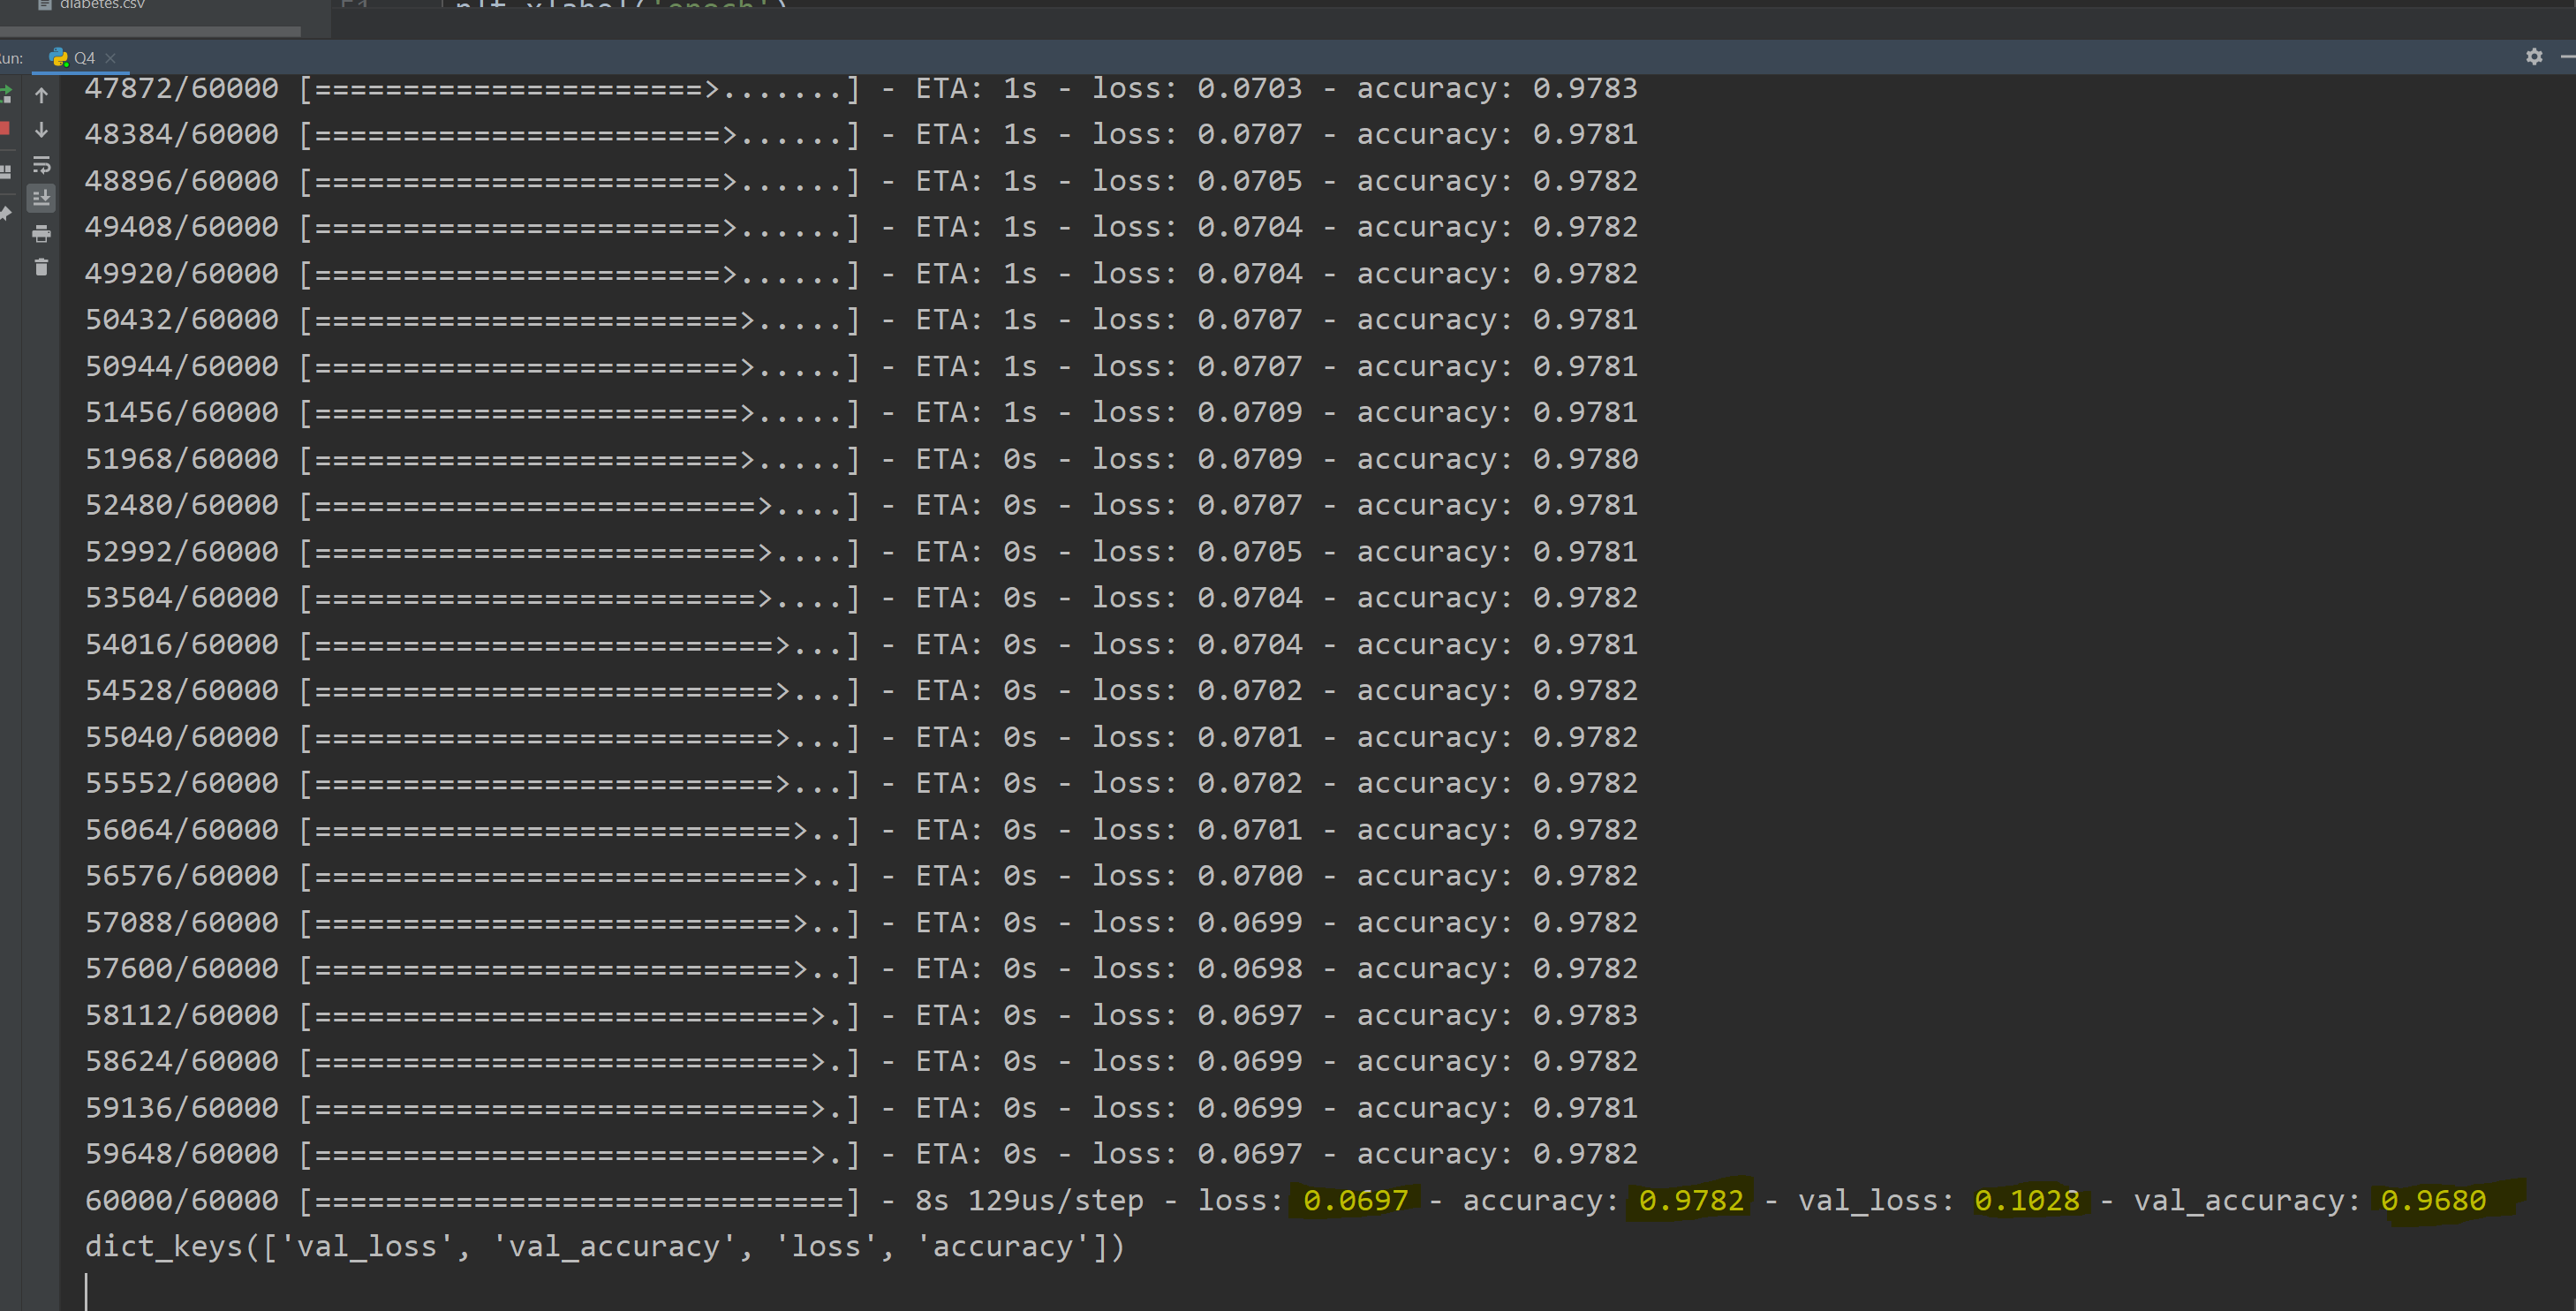 diabetes.csv
51 plt.xlabel('epoch')
un: Q4
47872/60000 [======================>.......] - ETA: 1s - loss: 0.0703 - accuracy: 0.9783
48384/60000 [=======================>......] - ETA: 1s - loss: 0.0707 - accuracy: 0.9781
48896/60000 [=======================>......] - ETA: 1s - loss: 0.0705 - accuracy: 0.9782
49408/60000 [=======================>......] - ETA: 1s - loss: 0.0704 - accuracy: 0.9782
49920/60000 [=======================>......] - ETA: 1s - loss: 0.0704 - accuracy: 0.9782
50432/60000 [========================>.....] - ETA: 1s - loss: 0.0707 - accuracy: 0.9781
50944/60000 [========================>.....] - ETA: 1s - loss: 0.0707 - accuracy: 0.9781
51456/60000 [========================>.....] - ETA: 1s - loss: 0.0709 - accuracy: 0.9781
51968/60000 [========================>.....] - ETA: 0s - loss: 0.0709 - accuracy: 0.9780
52480/60000 [=========================>....] - ETA: 0s - loss: 0.0707 - accuracy: 0.9781
52992/60000 [=========================>....] - ETA: 0s - loss: 0.0705 - accuracy: 0.9781
53504/60000 [=========================>....] - ETA: 0s - loss: 0.0704 - accuracy: 0.9782
54016/60000 [==========================>...] - ETA: 0s - loss: 0.0704 - accuracy: 0.9781
54528/60000 [==========================>...] - ETA: 0s - loss: 0.0702 - accuracy: 0.9782
55040/60000 [==========================>...] - ETA: 0s - loss: 0.0701 - accuracy: 0.9782
55552/60000 [==========================>...] - ETA: 0s - loss: 0.0702 - accuracy: 0.9782
56064/60000 [===========================>..] - ETA: 0s - loss: 0.0701 - accuracy: 0.9782
56576/60000 [===========================>..] - ETA: 0s - loss: 0.0700 - accuracy: 0.9782
57088/60000 [===========================>..] - ETA: 0s - loss: 0.0699 - accuracy: 0.9782
57600/60000 [===========================>..] - ETA: 0s - loss: 0.0698 - accuracy: 0.9782
58112/60000 [============================>.] - ETA: 0s - loss: 0.0697 - accuracy: 0.9783
58624/60000 [============================>.] - ETA: 0s - loss: 0.0699 - accuracy: 0.9782
59136/60000 [============================>.] - ETA: 0s - loss: 0.0699 - accuracy: 0.9781
59648/60000 [============================>.] - ETA: 0s - loss: 0.0697 - accuracy: 0.9782
60000/60000 [==============================] - 8s 129us/step - loss: 0.0697 - accuracy: 0.9782 - val_loss: 0.1028 - val_accuracy: 0.9680
dict_keys(['val_loss', 'val_accuracy', 'loss', 'accuracy'])